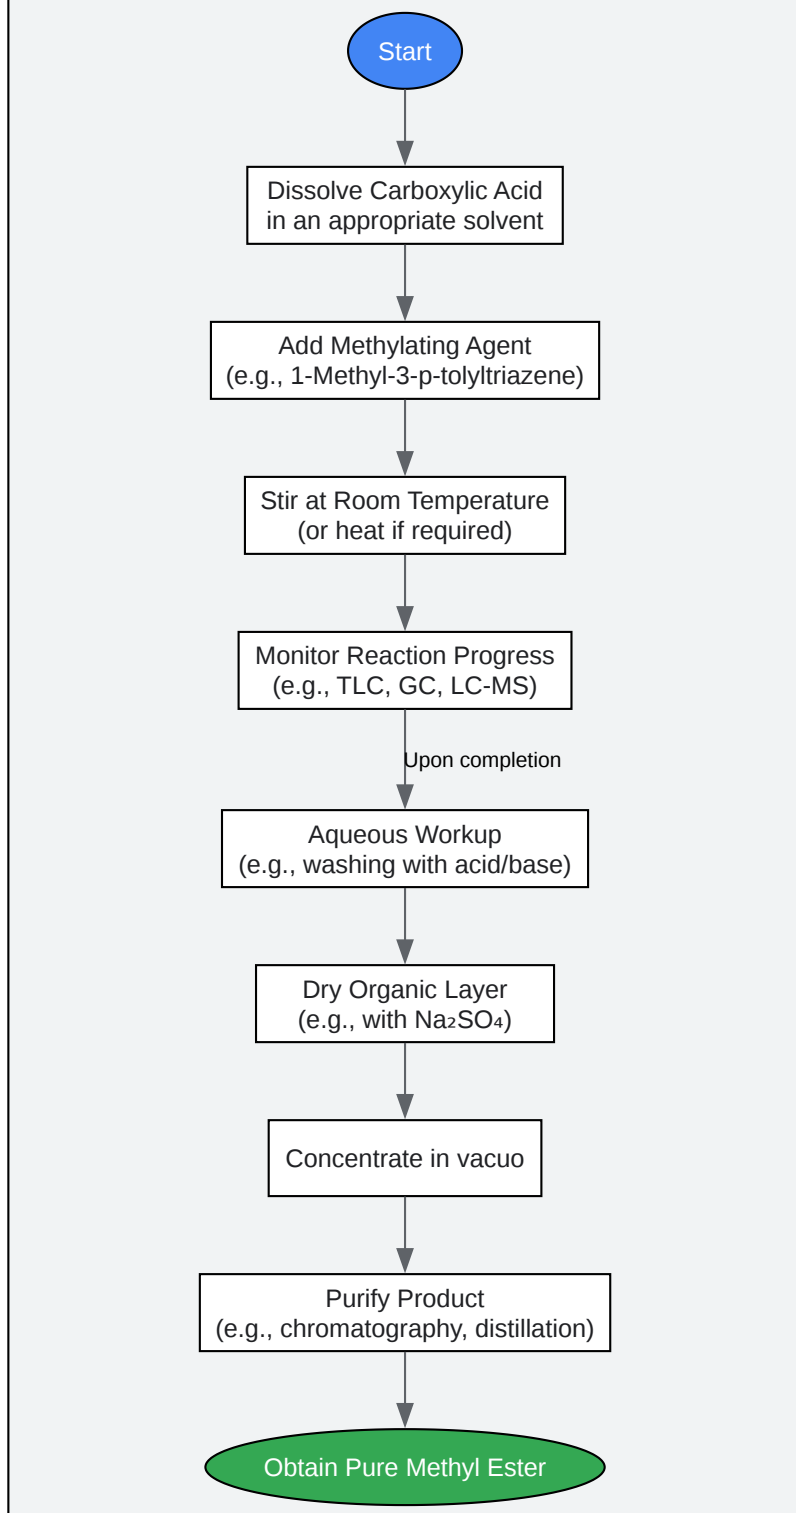 Start
Dissolve Carboxylic Acid
in an appropriate solvent
Add Methylating Agent
(e.g., 1-Methyl-3-p-tolyltriazene)
Stir at Room Temperature
(or heat if required)
Monitor Reaction Progress
(e.g., TLC, GC, LC-MS)
Upon completion
Aqueous Workup
(e.g., washing with acid/base)
Dry Organic Layer
(e.g., with Na₂SO₄)
Concentrate in vacuo
Purify Product
(e.g., chromatography, distillation)
Obtain Pure Methyl Ester